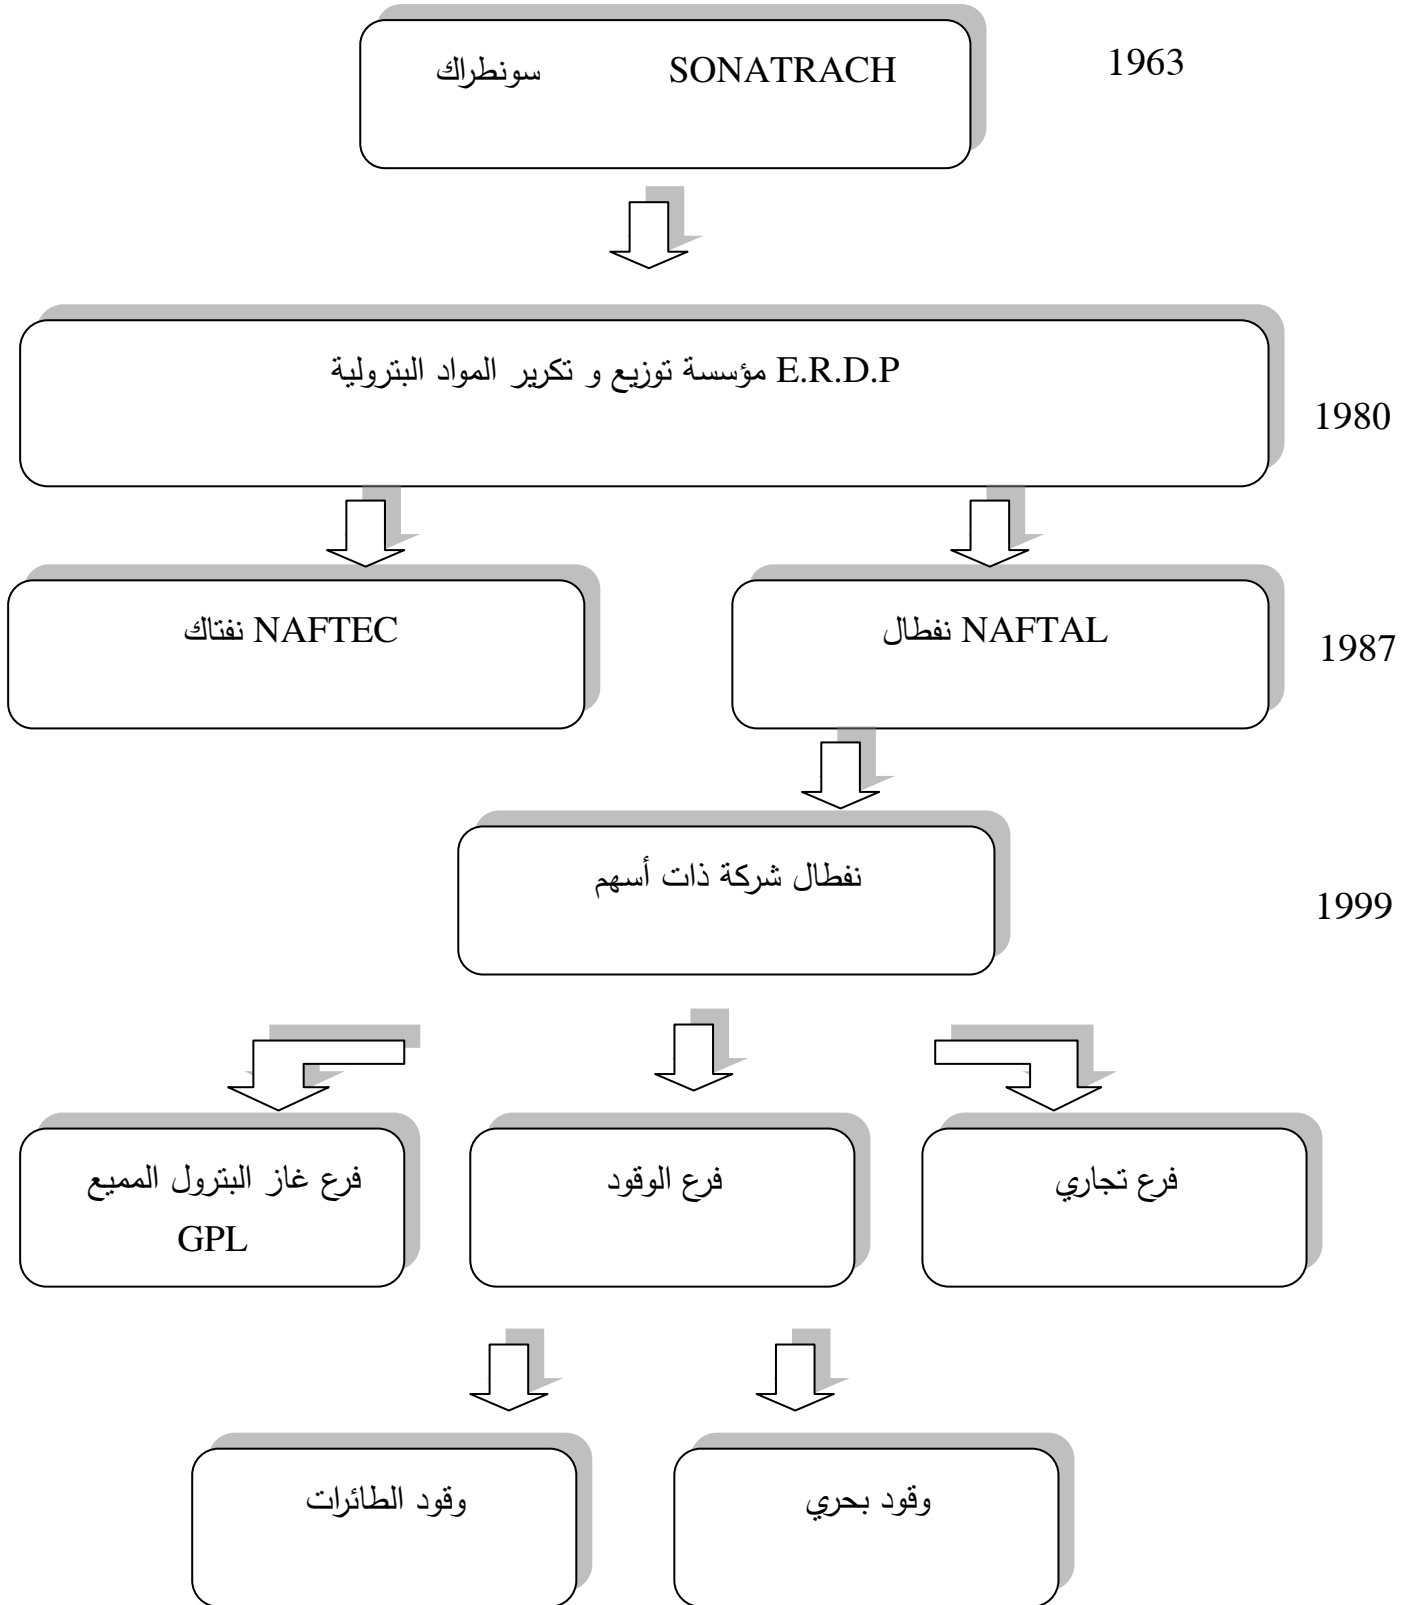 سونطراك SONATRACH
1963
E.R.D.P مؤسسة توزيع و تكرير المواد البترولية
1980
NAFTAL نفطال
NAFTEC نفتاك
1987
نفطال شركة ذات أسهم
1999
فرع تجاري
فرع الوقود
فرع غاز البترول المميع
GPL
وقود بحري
وقود الطائرات